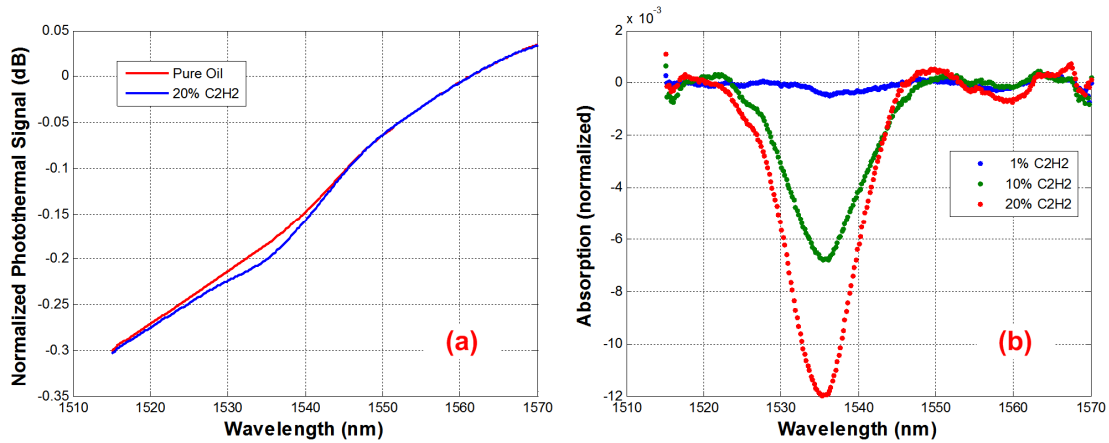 0.05
0
-0.05
-0.1
-0.15
-0.2
-0.25
-0.3
-0.35
1510
1520
1530
1540
1550
1560
1570
Normalized Photothermal Signal (dB)
Wavelength (nm)
Pure Oil
20% C2H2
(a)
x 10⁻³
2
0
-2
-4
-6
-8
-10
-12
1510
1520
1530
1540
1550
1560
1570
Absorption (normalized)
Wavelength (nm)
1% C2H2
10% C2H2
20% C2H2
(b)